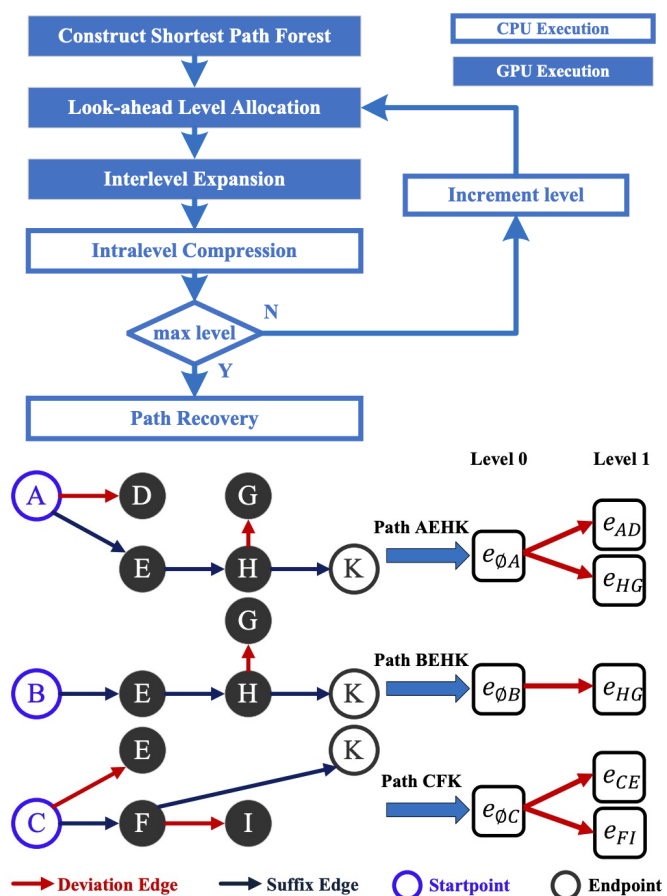 Construct Shortest Path Forest
CPU Execution
GPU Execution
Look-ahead Level Allocation
Interlevel Expansion
Increment level
Intralevel Compression
N
max level
Y
Path Recovery
Level 0 Level 1
A D G
Path AEHK
e∅A
eAD
eHG
E H K
G
Path BEHK
B E H K
e∅B
eHG
E K
Path CFK
eCE
C F I
e∅C
eFI
Deviation Edge Suffix Edge Startpoint Endpoint